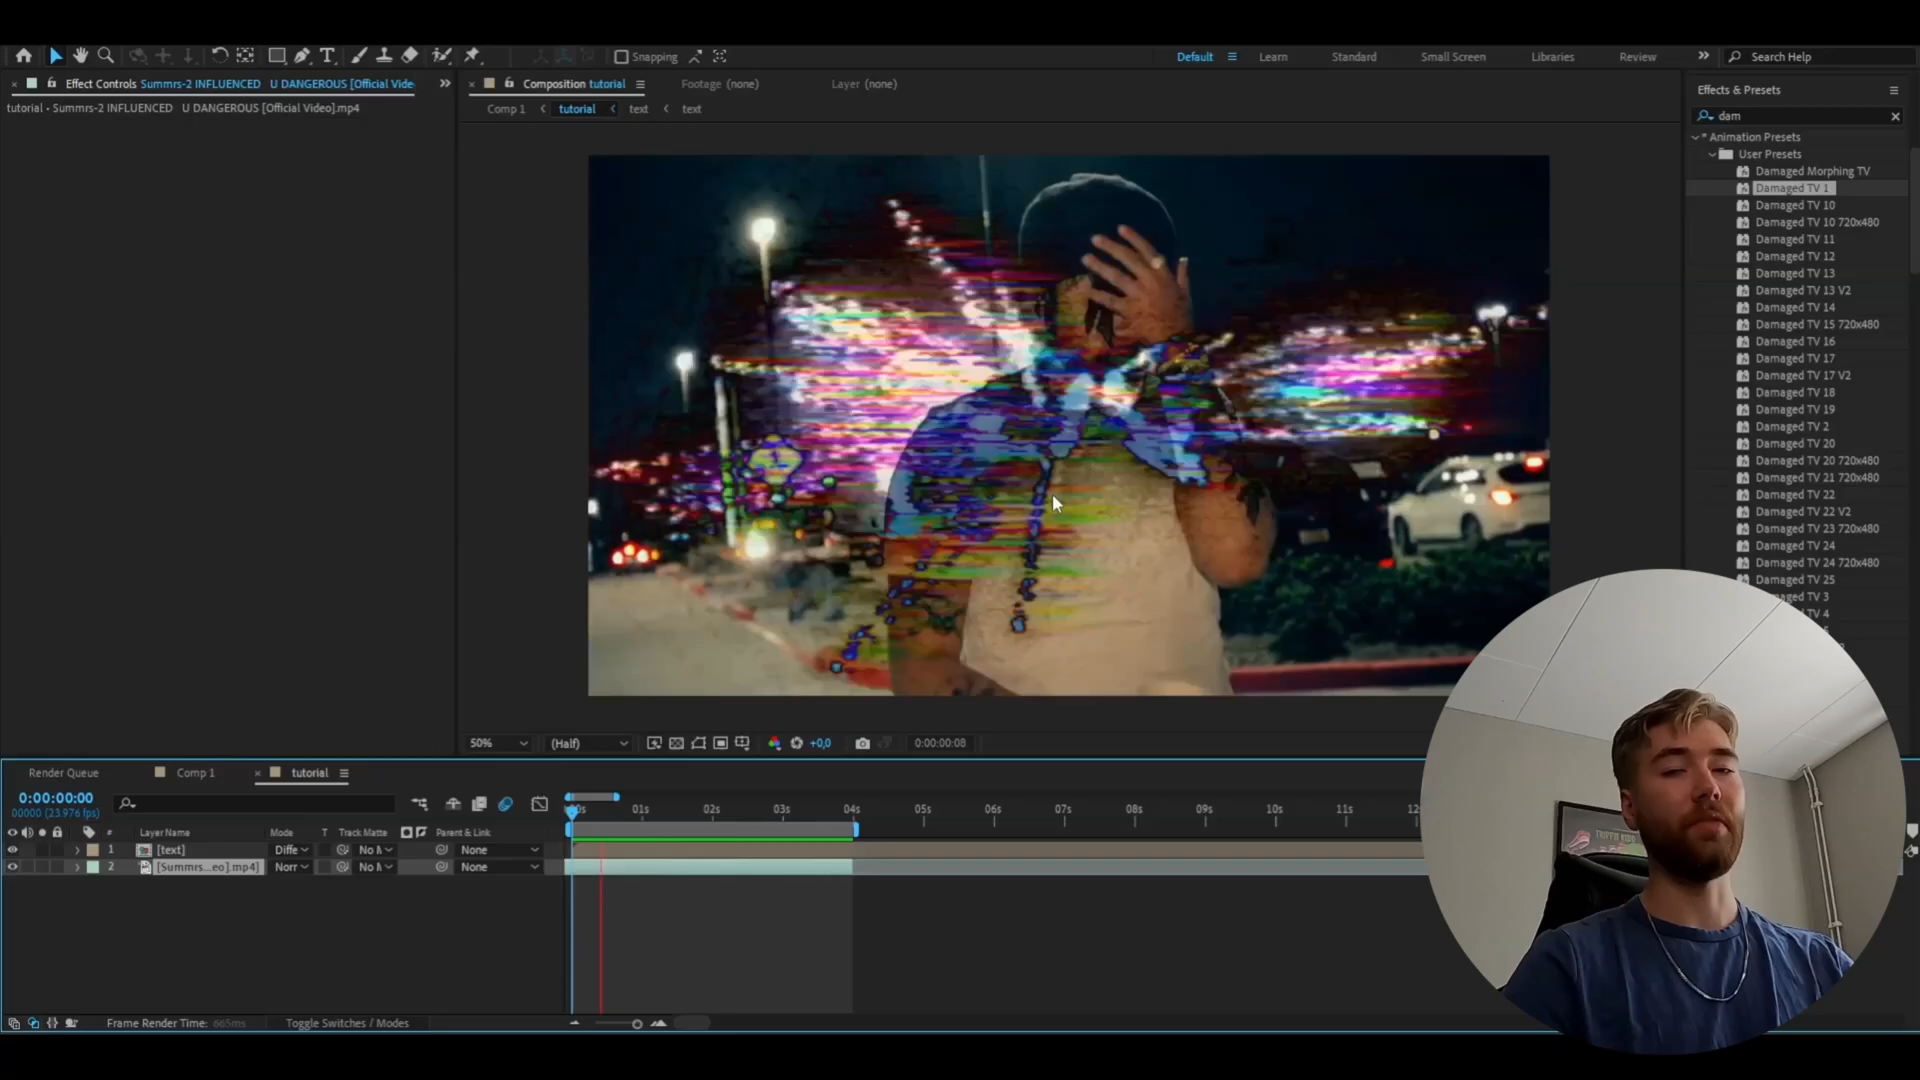 Snapping
Default
Learn
Standard
Small Screen
Libraries
Review
Search Help
Effect Controls Summrs-2 INFLUENCED U DANGEROUS [Official Vide
Composition tutorial
Footage (none)
Layer (none)
Effects & Presets
tutorial • Summrs-2 INFLUENCED U DANGEROUS [Official Video].mp4
Comp 1
tutorial
text
text
dam
* Animation Presets
User Presets
Damaged Morphing TV
Damaged TV 1
Damaged TV 10
Damaged TV 10 720x480
Damaged TV 11
Damaged TV 12
Damaged TV 13
Damaged TV 13 V2
Damaged TV 14
Damaged TV 15 720x480
Damaged TV 16
Damaged TV 17
Damaged TV 17 V2
Damaged TV 18
Damaged TV 19
Damaged TV 2
Damaged TV 20
Damaged TV 20 720x480
Damaged TV 21 720x480
Damaged TV 22
Damaged TV 22 V2
Damaged TV 23 720x480
Damaged TV 24
Damaged TV 24 720x480
Damaged TV 25
TV 3
TV 4
50%
(Half)
+0,0
0:00:00:08
Render Queue
Comp 1
tutorial
0:00:00:00
00000 (23.976 fps)
01s
02s
03s
04s
05s
06s
07s
08s
09s
10s
11s
# Layer Name
Mode
T Track Matte
Parent & Link
1 [text] Diffe No M None
2 [Summrs...eo].mp4] Norr No M None
Frame Render Time: 665ms
Toggle Switches / Modes